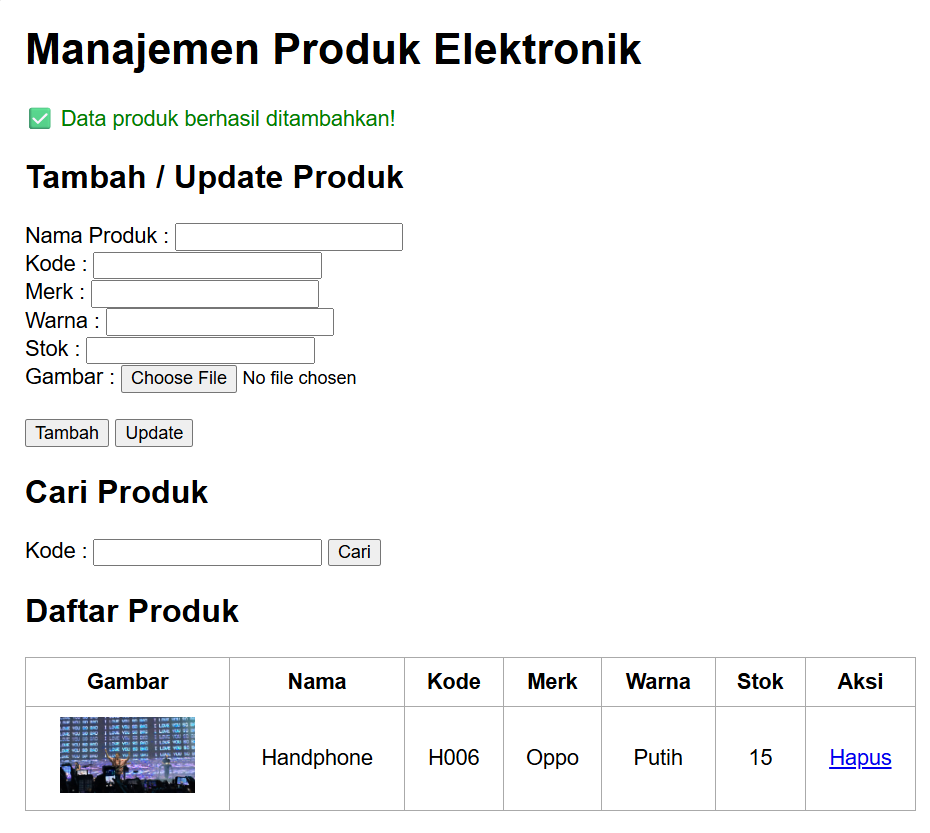 Manajemen Produk Elektronik
✅ Data produk berhasil ditambahkan!
Tambah / Update Produk
Nama Produk :
Kode :
Merk :
Warna :
Stok :
Gambar : Choose File No file chosen
Tambah Update
Cari Produk
Kode : Cari
Daftar Produk
Gambar Nama Kode Merk Warna Stok Aksi
Handphone H006 Oppo Putih 15 Hapus